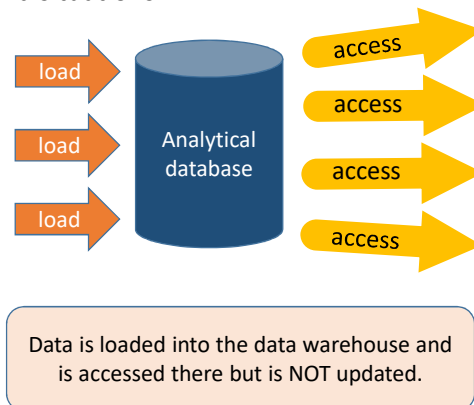 load
load
load
Analytical
database
access
access
access
access
Data is loaded into the data warehouse and
is accessed there but is NOT updated.